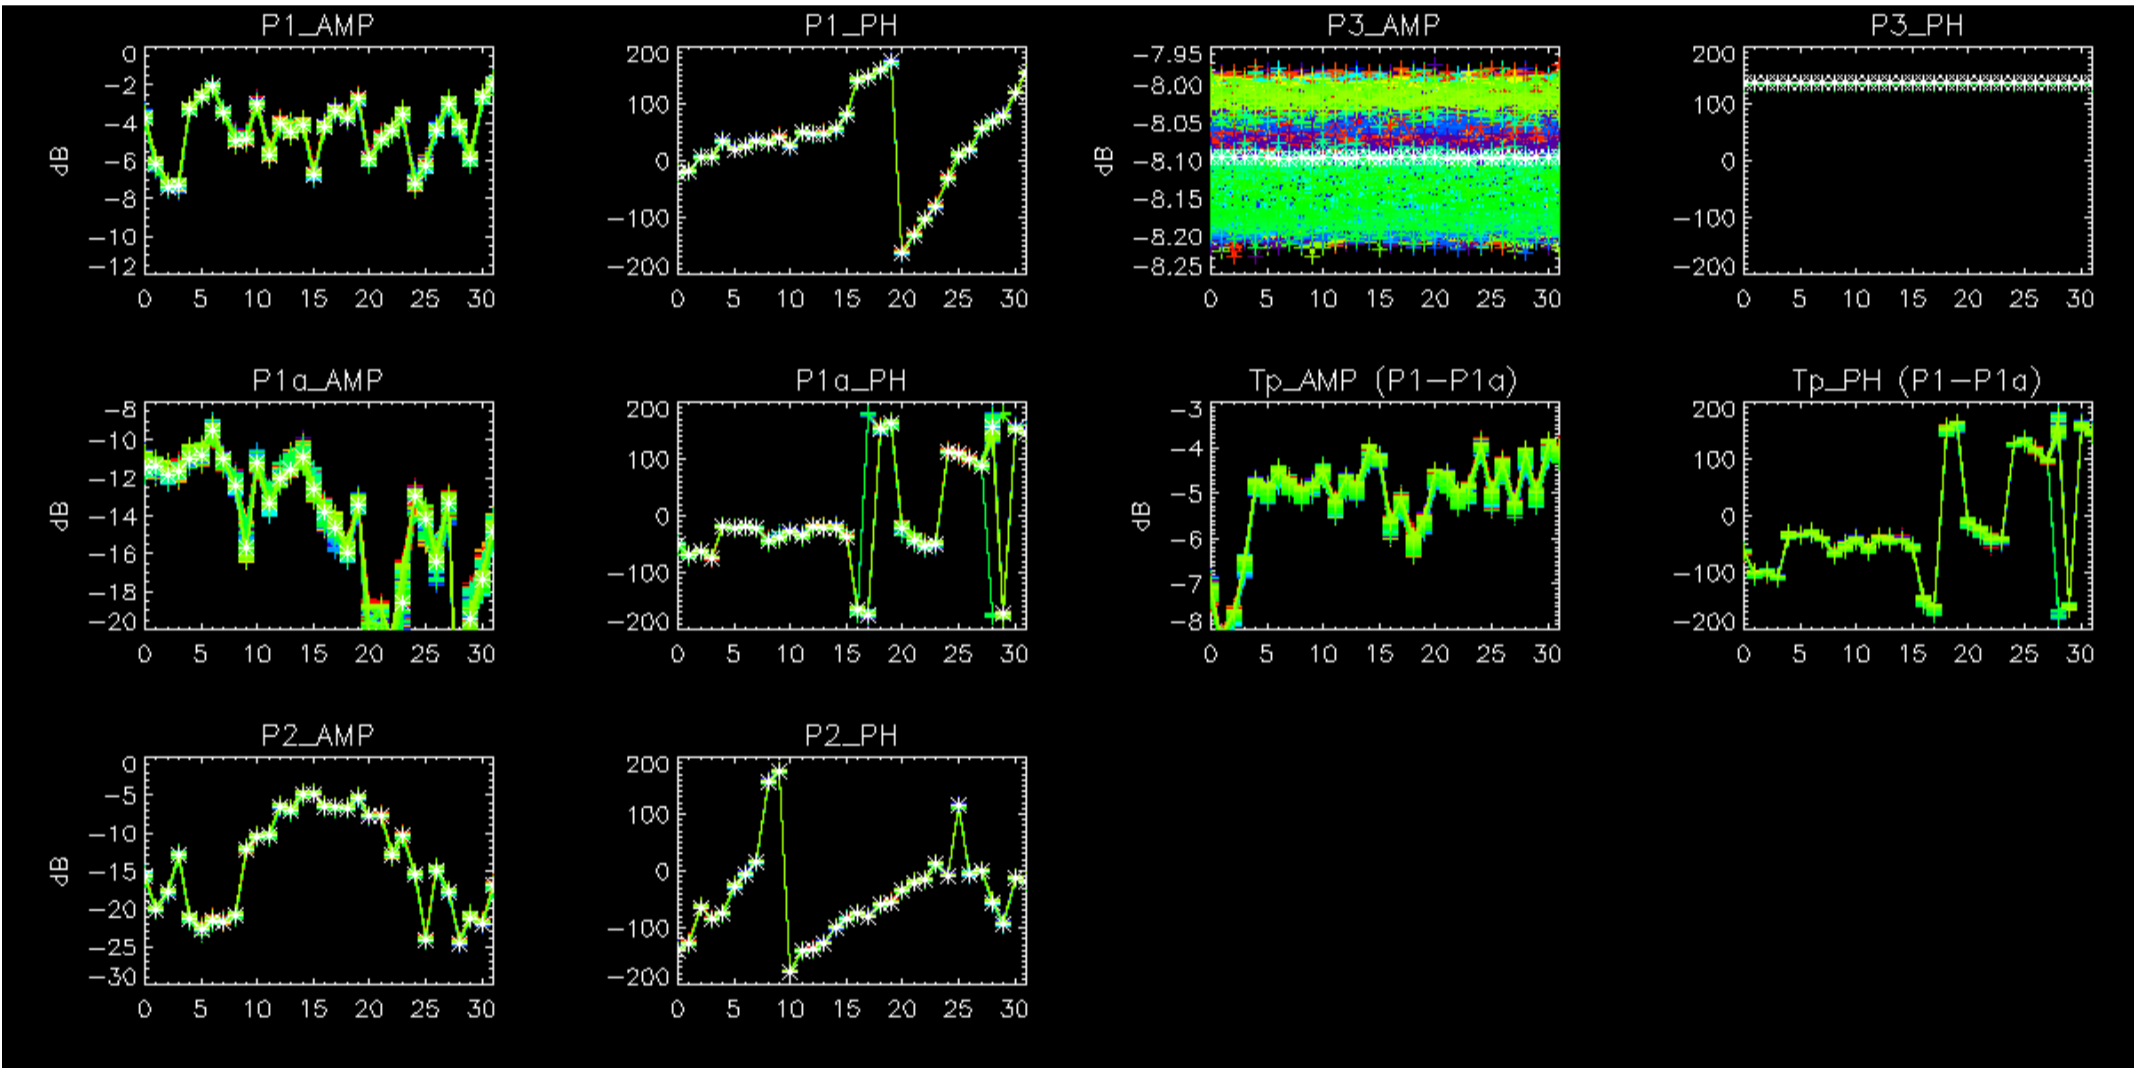 P1_AMP
0
−2
−4
−6
−8
−10
−12
dB
0 5 10 15 20 25 30
P1_PH
200
100
0
−100
−200
0 5 10 15 20 25 30
P3_AMP
−7.95
−8.00
−8.05
−8.10
−8.15
−8.20
−8.25
dB
0 5 10 15 20 25 30
P3_PH
200
100
0
−100
−200
0 5 10 15 20 25 30
P1a_AMP
−8
−10
−12
−14
−16
−18
−20
dB
0 5 10 15 20 25 30
P1a_PH
200
100
0
−100
−200
0 5 10 15 20 25 30
Tp_AMP (P1−P1a)
−3
−4
−5
−6
−7
−8
dB
0 5 10 15 20 25 30
Tp_PH (P1−P1a)
200
100
0
−100
−200
0 5 10 15 20 25 30
P2_AMP
0
−5
−10
−15
−20
−25
−30
dB
0 5 10 15 20 25 30
P2_PH
200
100
0
−100
−200
0 5 10 15 20 25 30